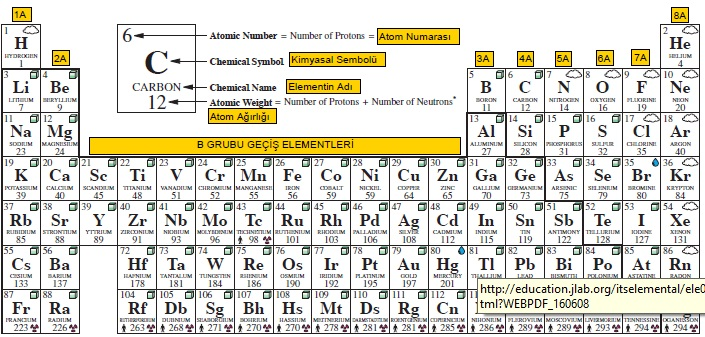 1A
8A
6 Atomic Number = Number of Protons = Atom Numarası
C Chemical Symbol Kimyasal Sembolü
CARBON Chemical Name Elementin Adı
12 Atomic Weight = Number of Protons + Number of Neutrons*
Atom Ağırlığı
1 2
H He
HYDROGEN HELIUM
1 4
2A 3A 4A 5A 6A 7A
3 4 5 6 7 8 9 10
Li Be B C N O F Ne
LITHIUM BERYLLIUM BORON CARBON NITROGEN OXYGEN FLUORINE NEON
7 9 11 12 14 16 19 20
11 12 13 14 15 16 17 18
Na Mg Al Si P S Cl Ar
SODIUM MAGNESIUM ALUMINUM SILICON PHOSPHORUS SULFUR CHLORINE ARGON
23 24 27 28 31 32 35 40
B GRUBU GEÇİŞ ELEMENTLERİ
19 20 21 22 23 24 25 26 27 28 29 30 31 32 33 34 35 36
K Ca Sc Ti V Cr Mn Fe Co Ni Cu Zn Ga Ge As Se Br Kr
POTASSIUM CALCIUM SCANDIUM TITANIUM VANADIUM CHROMIUM MANGANESE IRON COBALT NICKEL COPPER ZINC GALLIUM GERMANIUM ARSENIC SELENIUM BROMINE KRYPTON
39 40 45 48 51 52 55 56 59 59 64 65 70 73 75 79 80 84
37 38 39 40 41 42 43 44 45 46 47 48 49 50 51 52 53 54
Rb Sr Y Zr Nb Mo Tc Ru Rh Pd Ag Cd In Sn Sb Te I Xe
RUBIDIUM STRONTIUM YTTRIUM ZIRCONIUM NIOBIUM MOLYBDENUM TECHNETIUM RUTHENIUM RHODIUM PALLADIUM SILVER CADMIUM INDIUM TIN ANTIMONY TELLURIUM IODINE XENON
85 88 89 91 93 96 98 101 103 106 108 112 115 119 122 128 127 131
55 56 72 73 74 75 76 77 78 79 80 81 82 83 84 85 86
Cs Ba Hf Ta W Re Os Ir Pt Au Hg Tl Pb Bi Po At Rn
CESIUM BARIUM HAFNIUM TANTALUM TUNGSTEN RHENIUM OSMIUM IRIDIUM PLATINUM GOLD MERCURY
133 137 178 181 184 186 190 192 195 197 201
http://education.jlab.org/itselemental/ele0
tml?WEBPDF_160608
87 88 104 105 106 107 108 109 110 111 112
Fr Ra Rf Db Sg Bh Hs Mt Ds Rg Cn
FRANCIUM RADIUM RUTHERFORDIUM DUBNIUM SEABORGIUM BOHRIUM HASSIUM MEITNERIUM DARMSTADTIUM ROENTGENIUM COPERNICIUM NIHONIUM FLEROVIUM MOSCOVIUM LIVERMORIUM TENNESSINE OGANESSON
223 226 263 268 271 270 270 278 281 281 285 286 289 289 293 294 294